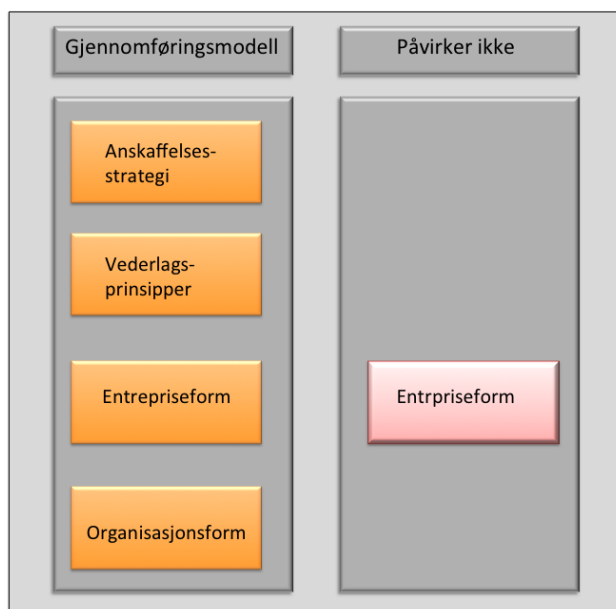 Gjennomføringsmodell
Påvirker ikke
Anskaffelses-
strategi
Vederlags-
prinsipper
Entrepriseform
Entrpriseform
Organisasjonsform